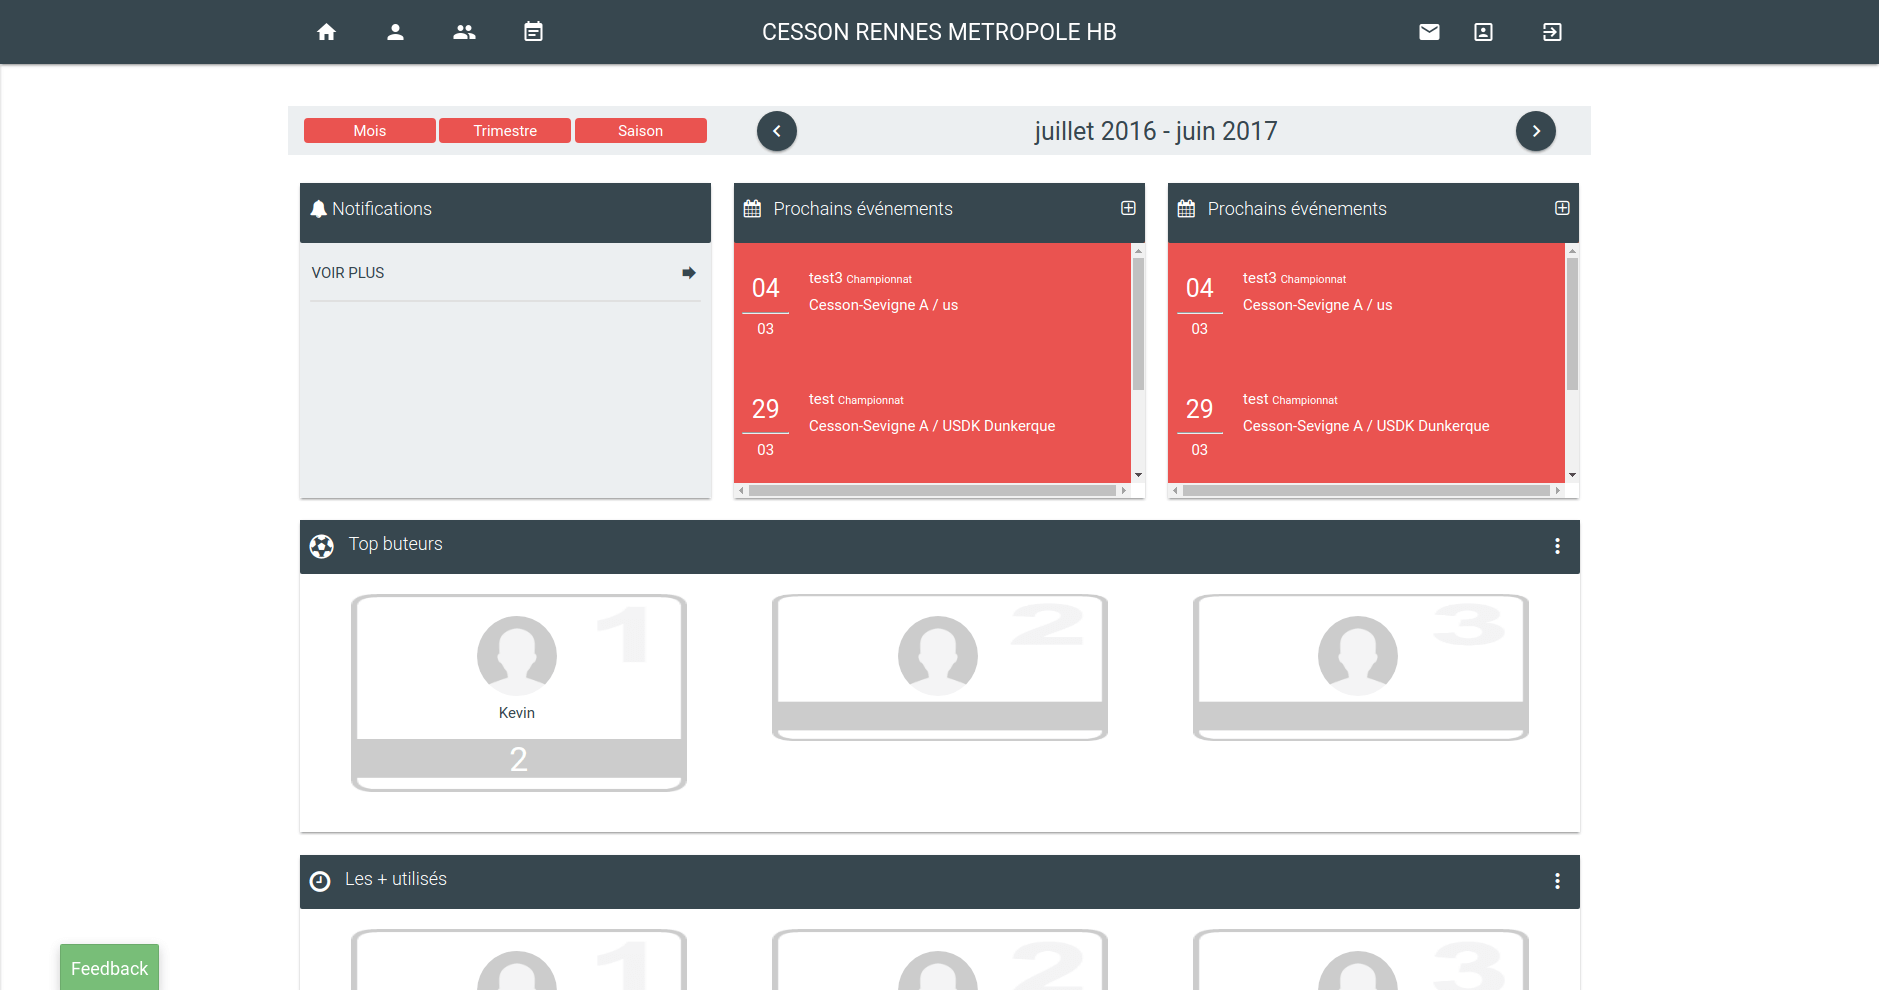 CESSON RENNES METROPOLE HB
Mois
Trimestre
Saison
juillet 2016 - juin 2017
Notifications
VOIR PLUS
Prochains événements
04
03
test3 Championnat
Cesson-Sevigne A / us
29
03
test Championnat
Cesson-Sevigne A / USDK Dunkerque
Prochains événements
04
03
test3 Championnat
Cesson-Sevigne A / us
29
03
test Championnat
Cesson-Sevigne A / USDK Dunkerque
Top buteurs
1
Kevin
2
2
3
Les + utilisés
1
2
3
Feedback